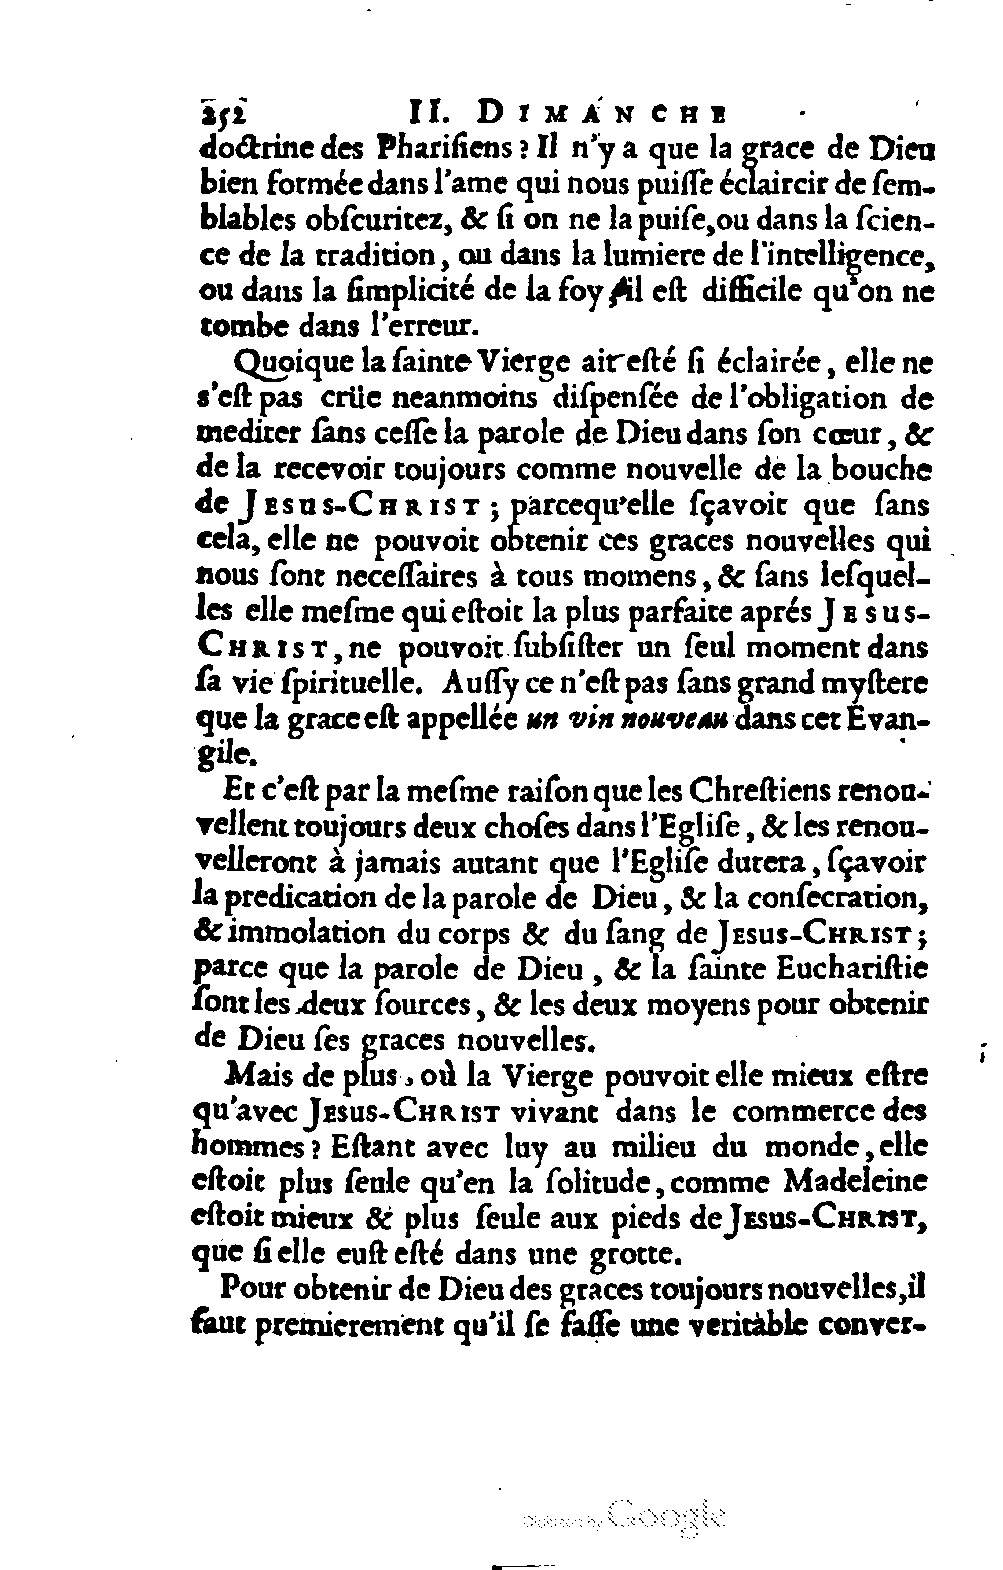 252 II. DIMANCHE
doctrine des Phariſiens ? Il n'y a que la grace de Dieu
bien formée dans l'ame qui nous puiſſe éclaircir de ſem-
blables obſcuritez, & ſi on ne la puiſe, ou dans la ſcien-
ce de la tradition, ou dans la lumiere de l'intelligence,
ou dans la ſimplicité de la foy, il eſt difficile qu'on ne
tombe dans l'erreur.
Quoique la ſainte Vierge ait eſté ſi éclairée, elle ne
s'eſt pas crüe neanmoins diſpenſée de l'obligation de
mediter ſans ceſſe la parole de Dieu dans ſon cœur, &
de la recevoir toujours comme nouvelle de la bouche
de JESUS-CHRIST ; parcequ'elle ſçavoit que ſans
cela, elle ne pouvoit obtenir ces graces nouvelles qui
nous ſont neceſſaires à tous momens, & ſans leſquel-
les elle meſme qui eſtoit la plus parfaite aprés JESUS-
CHRIST, ne pouvoit ſubſiſter un ſeul moment dans
ſa vie ſpirituelle. Auſſy ce n'eſt pas ſans grand myſtere
que la grace eſt appellée un vin nouveau dans cet Evan-
gile.
Et c'eſt par la meſme raiſon que les Chreſtiens renou-
vellent toujours deux choſes dans l'Egliſe, & les renou-
velleront à jamais autant que l'Egliſe durera, ſçavoir
la predication de la parole de Dieu, & la conſecration,
& immolation du corps & du ſang de JESUS-CHRIST ;
parce que la parole de Dieu, & la ſainte Euchariſtie
ſont les deux ſources, & les deux moyens pour obtenir
de Dieu ſes graces nouvelles.
Mais de plus, où la Vierge pouvoit elle mieux eſtre
qu'avec JESUS-CHRIST vivant dans le commerce des
hommes ? Eſtant avec luy au milieu du monde, elle
eſtoit plus ſeule qu'en la ſolitude, comme Madeleine
eſtoit mieux & plus ſeule aux pieds de JESUS-CHRIST,
que ſi elle euſt eſté dans une grotte.
Pour obtenir de Dieu des graces toujours nouvelles, il
faut premierement qu'il ſe faſſe une veritable conver-
Digitized by Google